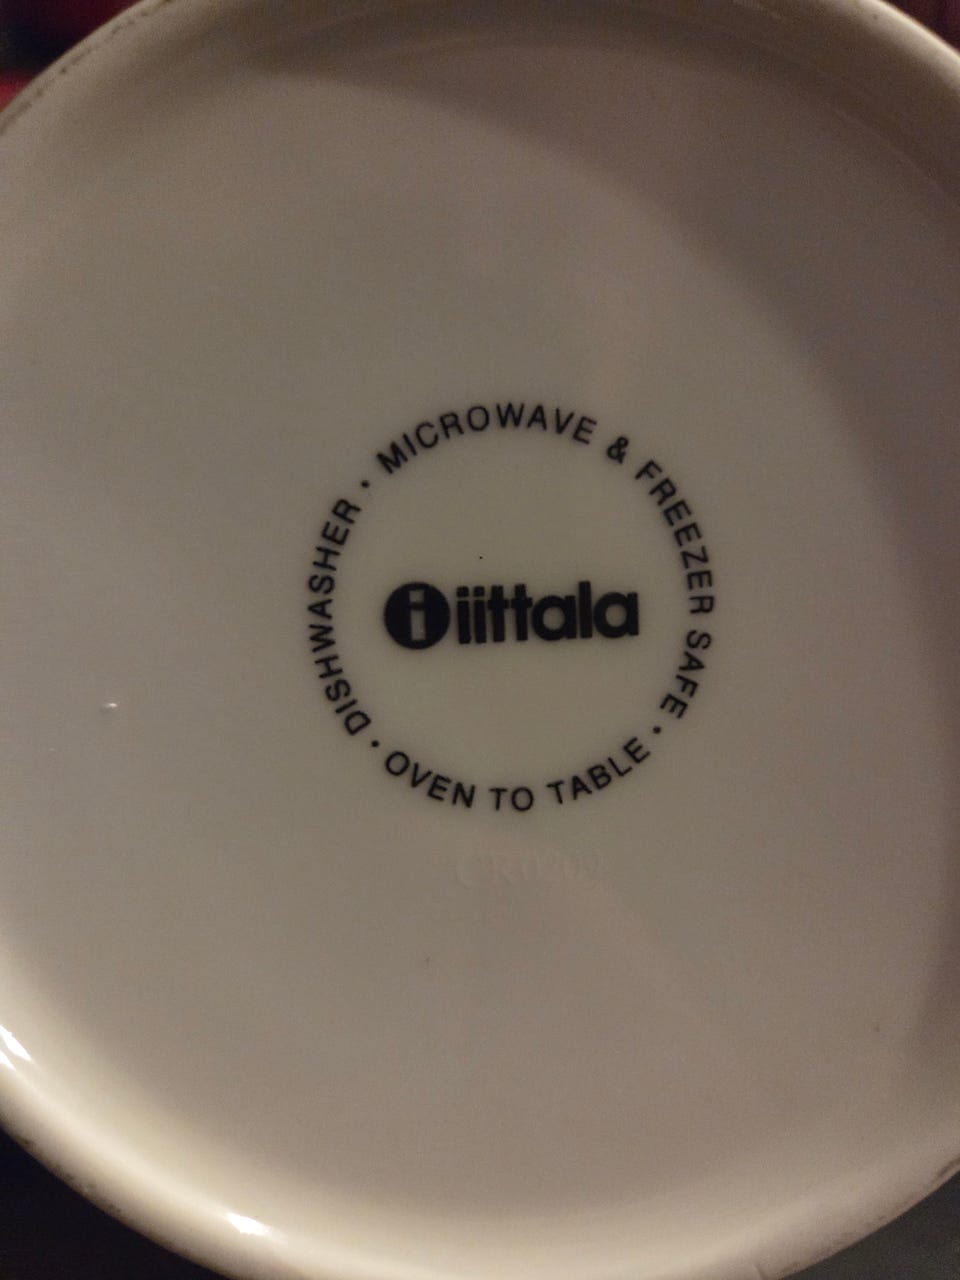 DISHWASHER · MICROWAVE & FREEZER SAFE · OVEN TO TABLE ·
i iittala